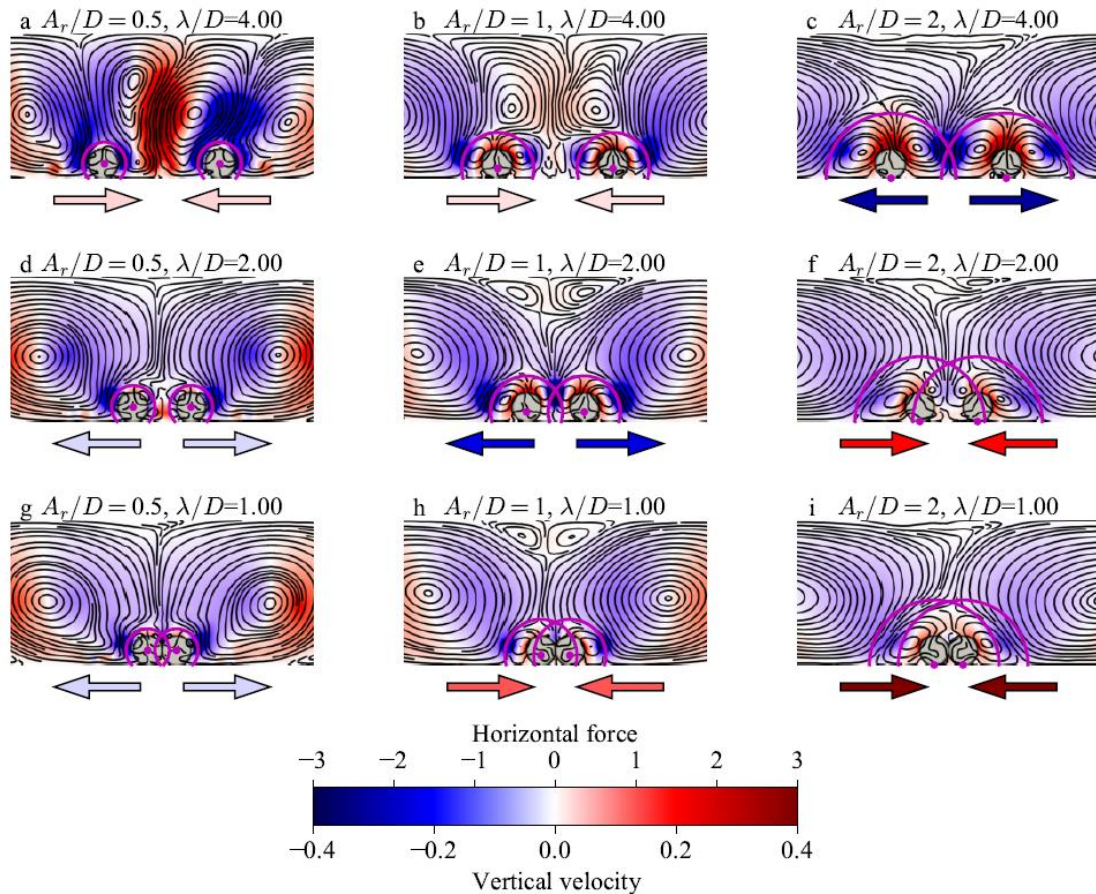 a A_r/D = 0.5, λ/D=4.00
b A_r/D = 1, λ/D=4.00
c A_r/D = 2, λ/D=4.00
d A_r/D = 0.5, λ/D=2.00
e A_r/D = 1, λ/D=2.00
f A_r/D = 2, λ/D=2.00
g A_r/D = 0.5, λ/D=1.00
h A_r/D = 1, λ/D=1.00
i A_r/D = 2, λ/D=1.00
Horizontal force
−3 −2 −1 0 1 2 3
−0.4 −0.2 0.0 0.2 0.4
Vertical velocity